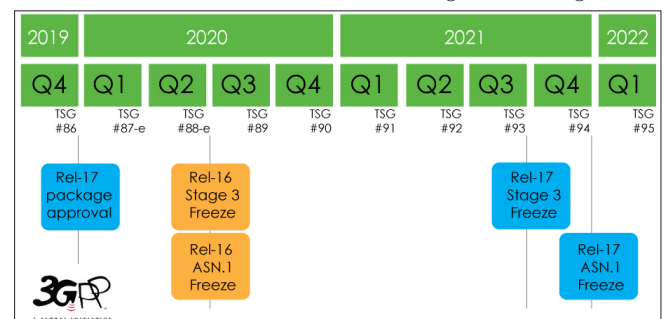 2019 2020 2021 2022
Q4 Q1 Q2 Q3 Q4 Q1 Q2 Q3 Q4 Q1
TSG TSG TSG TSG TSG TSG TSG TSG TSG TSG
#86 #87-e #88-e #89 #90 #91 #92 #93 #94 #95
Rel-17
package
approval
Rel-16
Stage 3
Freeze
Rel-17
Stage 3
Freeze
Rel-16
ASN.1
Freeze
Rel-17
ASN.1
Freeze
3GPP